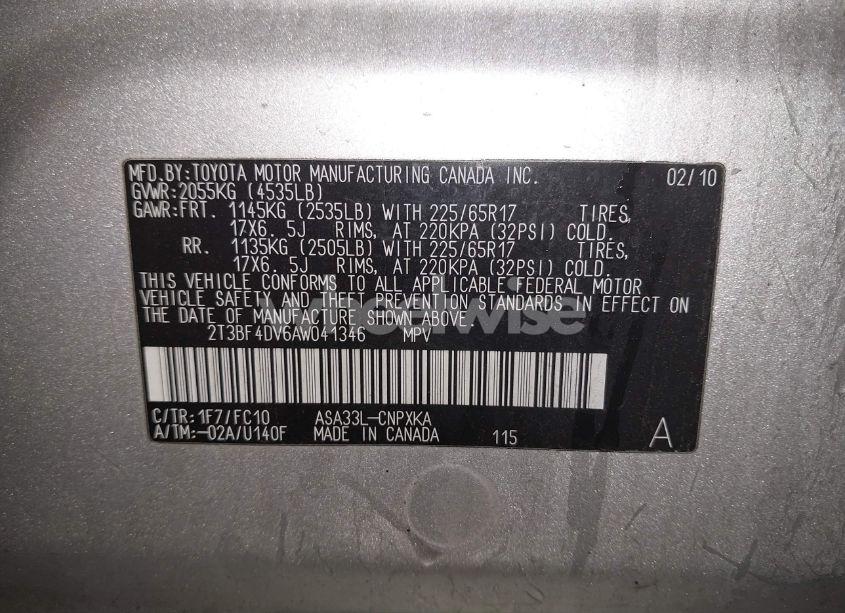 MFD.BY:TOYOTA MOTOR MANUFACTURING CANADA INC. 02/10
GVWR:2055KG (4535LB)
GAWR:FRT. 1145KG (2535LB) WITH 225/65R17 TIRES,
17X6. 5J RIMS, AT 220KPA (32PSI) COLD.
RR. 1135KG (2505LB) WITH 225/65R17 TIRES,
17X6. 5J RIMS, AT 220KPA (32PSI) COLD.
THIS VEHICLE CONFORMS TO ALL APPLICABLE FEDERAL MOTOR
VEHICLE SAFETY AND THEFT PREVENTION STANDARDS IN EFFECT ON
THE DATE OF MANUFACTURE SHOWN ABOVE.
2T3BF4DV6AW041346 MPV
C/TR:1F7/FC10 ASA33L-CNPXKA
A/TM:-02A/U140F MADE IN CANADA 115 A